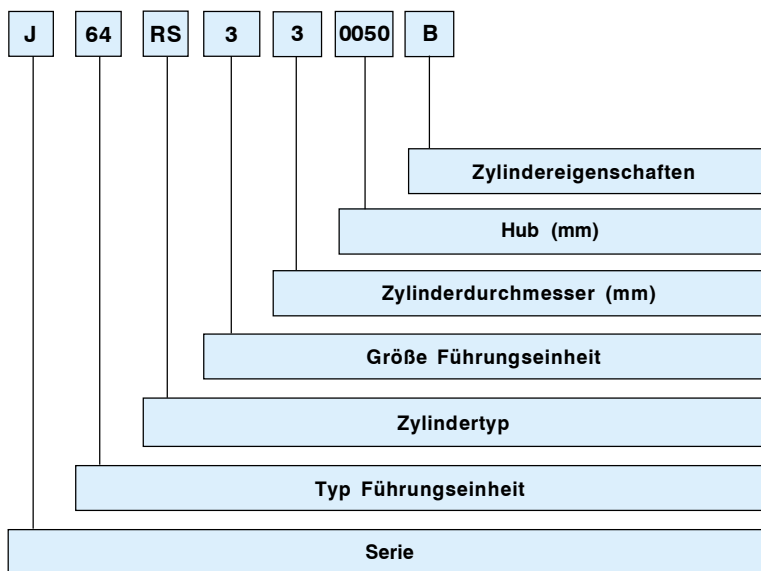 J 64 RS 3 3 0050 B
Zylindereigenschaften
Hub (mm)
Zylinderdurchmesser (mm)
Größe Führungseinheit
Zylindertyp
Typ Führungseinheit
Serie